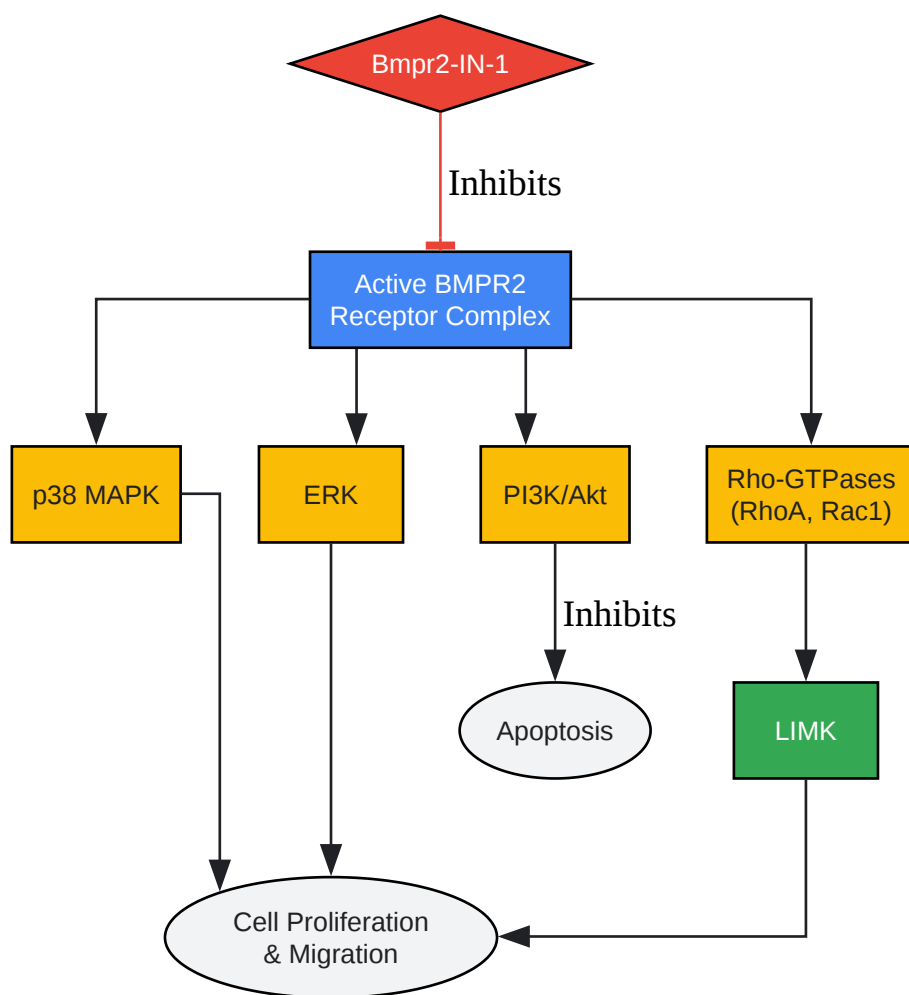 Bmpr2-IN-1
Inhibits
Active BMPR2
Receptor Complex
p38 MAPK
ERK
PI3K/Akt
Rho-GTPases
(RhoA, Rac1)
Inhibits
Apoptosis
LIMK
Cell Proliferation
& Migration